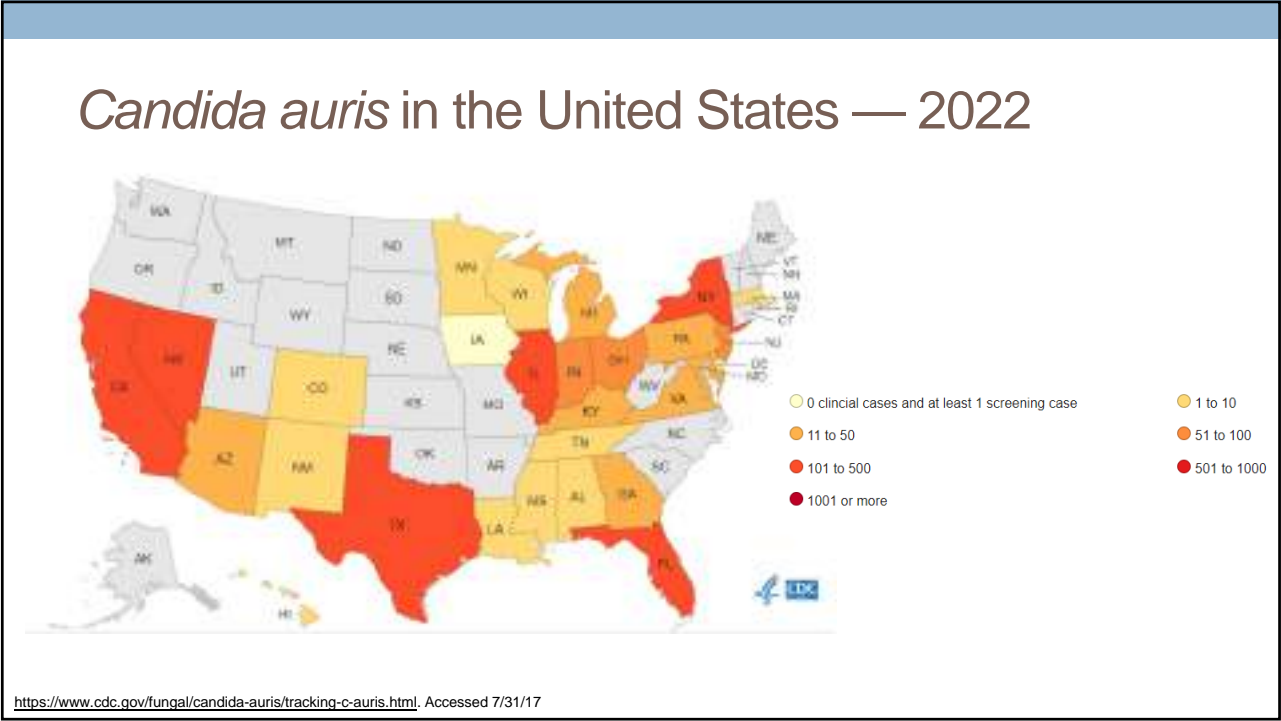 Candida auris in the United States — 2022
WA
MT
ND
ME
OR
MN
VT
NH
ID
SD
WI
MA
WY
NY
RI
MI
CT
IA
NE
PA
NJ
NV
OH
DE
UT
IL
IN
MD
CA
CO
WV
KS
MO
VA
KY
0 clincial cases and at least 1 screening case
1 to 10
NC
TN
11 to 50
51 to 100
OK
AZ
NM
AR
SC
101 to 500
501 to 1000
MS
AL
GA
1001 or more
TX
LA
AK
FL
CDC
HI
https://www.cdc.gov/fungal/candida-auris/tracking-c-auris.html. Accessed 7/31/17